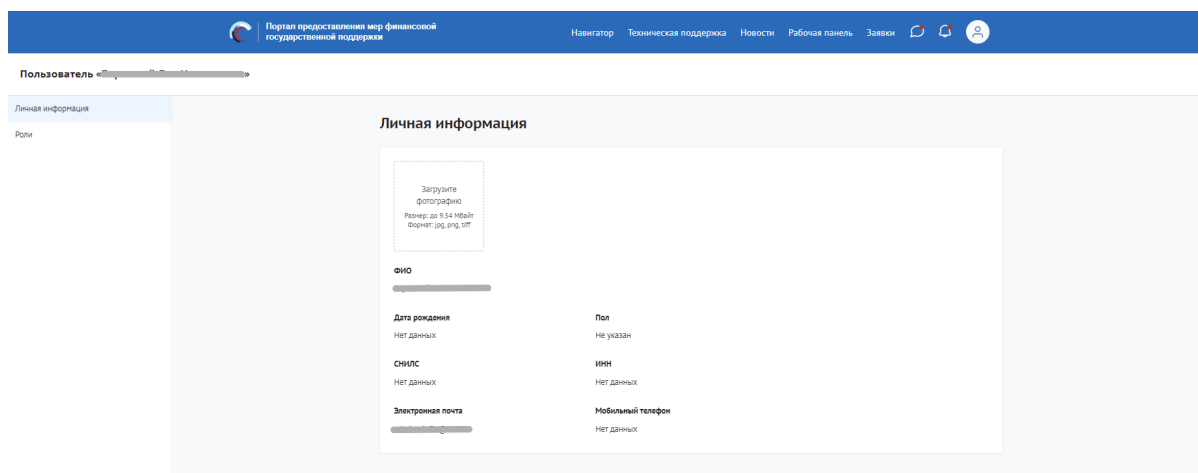 Портал предоставления мер финансовой
государственной поддержки
Навигатор Техническая поддержка Новости Рабочая панель Заявки
Пользователь « »
Личная информация
Роли
Личная информация
Загрузите
фотографию
Размер: до 9.54 Мбайт
Формат: jpg, png, tiff
ФИО
Дата рождения Пол
Нет данных Не указан
СНИЛС ИНН
Нет данных Нет данных
Электронная почта Мобильный телефон
Нет данных